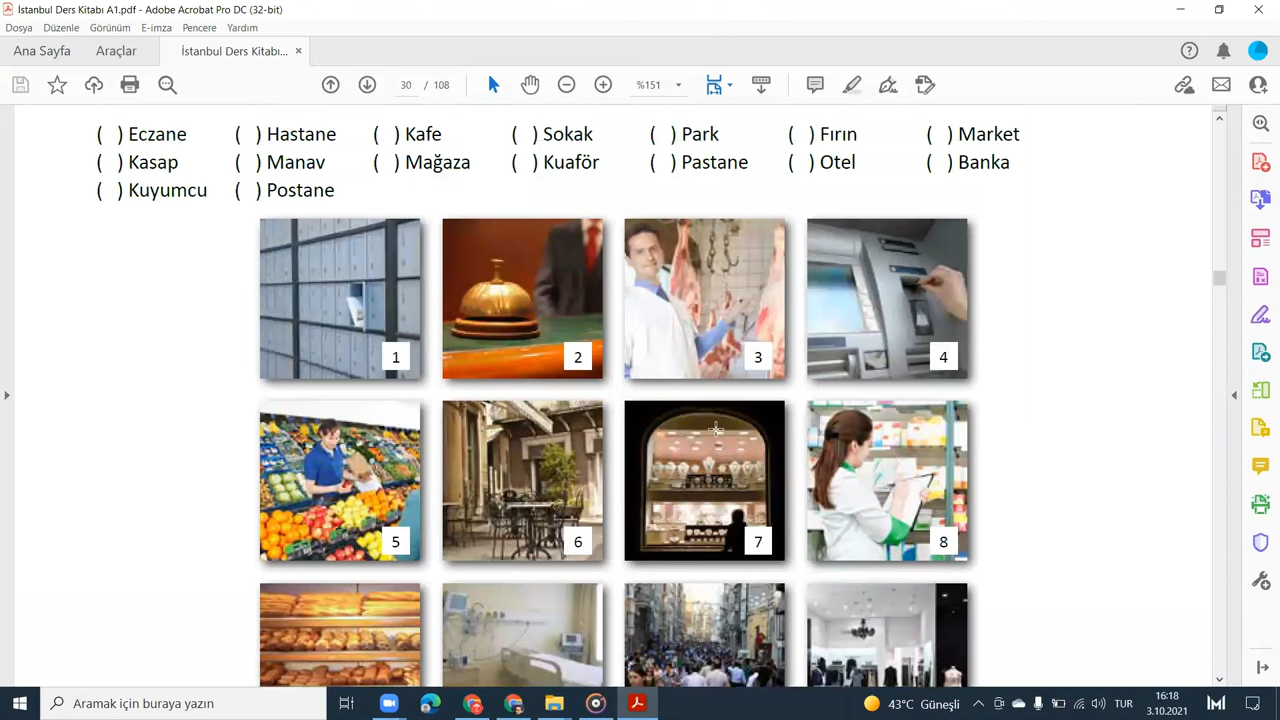 İstanbul Ders Kitabı A1.pdf - Adobe Acrobat Pro DC (32-bit)
Dosya Düzenle Görünüm E-imza Pencere Yardım
Ana Sayfa Araçlar İstanbul Ders Kitabı... ×
30 / 108 %151
( ) Eczane ( ) Hastane ( ) Kafe ( ) Sokak ( ) Park ( ) Fırın ( ) Market
( ) Kasap ( ) Manav ( ) Mağaza ( ) Kuaför ( ) Pastane ( ) Otel ( ) Banka
( ) Kuyumcu ( ) Postane
1 2 3 4
5 6 7 8
Aramak için buraya yazın
43°C Güneşli
TUR
16:18
3.10.2021